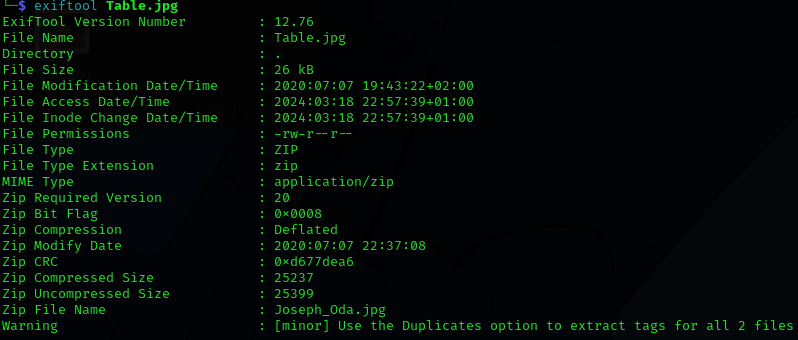 └─$ exiftool Table.jpg
ExifTool Version Number : 12.76
File Name : Table.jpg
Directory : .
File Size : 26 kB
File Modification Date/Time : 2020:07:07 19:43:22+02:00
File Access Date/Time : 2024:03:18 22:57:39+01:00
File Inode Change Date/Time : 2024:03:18 22:57:39+01:00
File Permissions : -rw-r--r--
File Type : ZIP
File Type Extension : zip
MIME Type : application/zip
Zip Required Version : 20
Zip Bit Flag : 0x0008
Zip Compression : Deflated
Zip Modify Date : 2020:07:07 22:37:08
Zip CRC : 0xd677dea6
Zip Compressed Size : 25237
Zip Uncompressed Size : 25399
Zip File Name : Joseph_Oda.jpg
Warning : [minor] Use the Duplicates option to extract tags for all 2 files